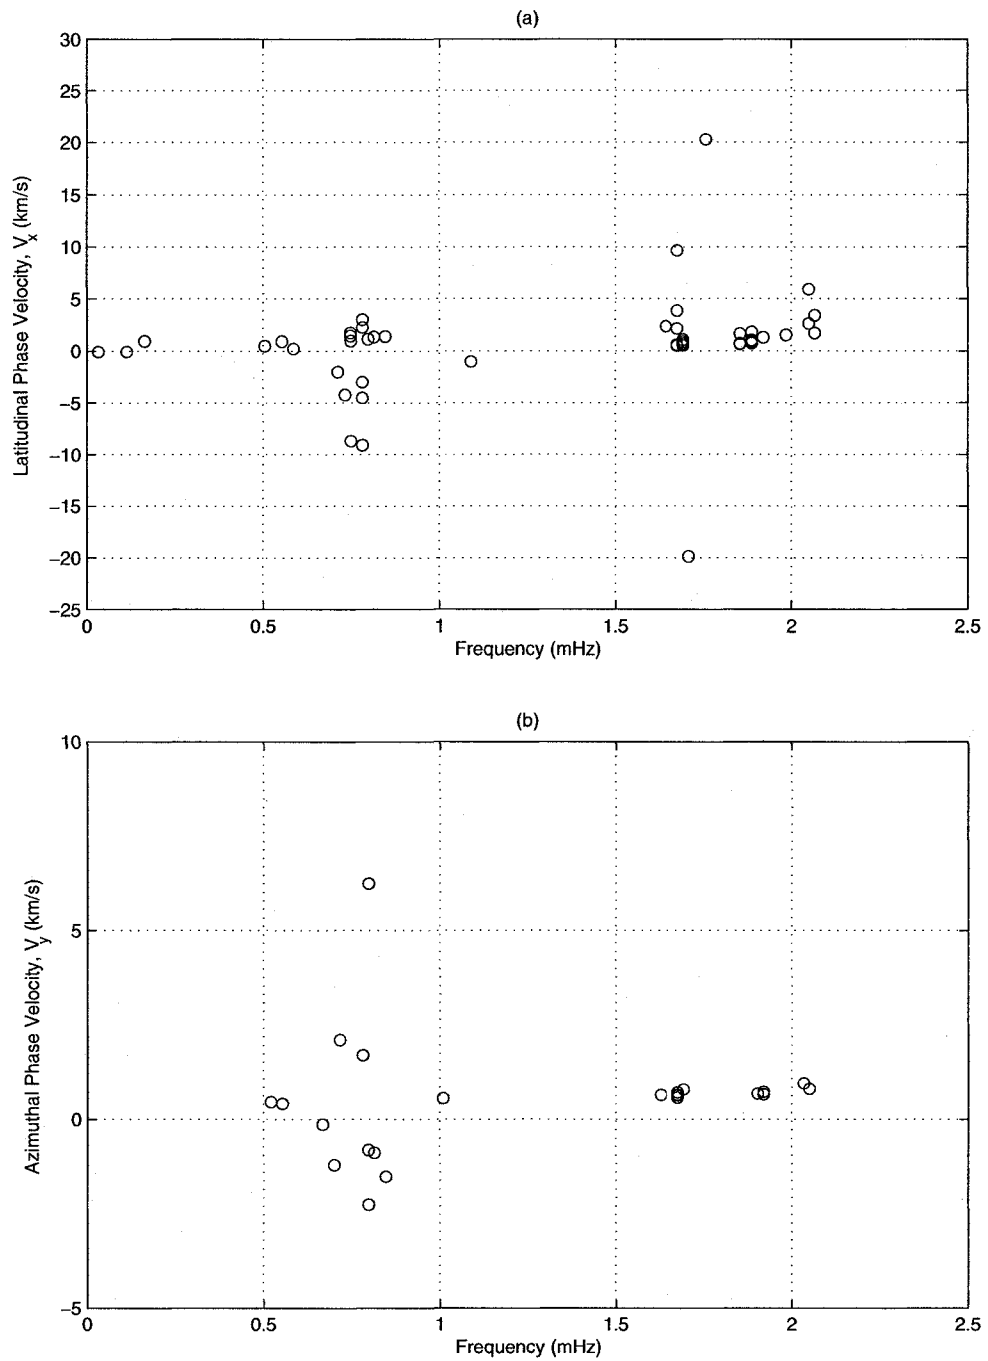 (a)
30
25
20
15
10
5
0
−5
−10
−15
−20
−25
Latitudinal Phase Velocity, Vx (km/s)
0 0.5 1 1.5 2 2.5
Frequency (mHz)
(b)
10
5
0
−5
Azimuthal Phase Velocity, Vy (km/s)
0 0.5 1 1.5 2 2.5
Frequency (mHz)